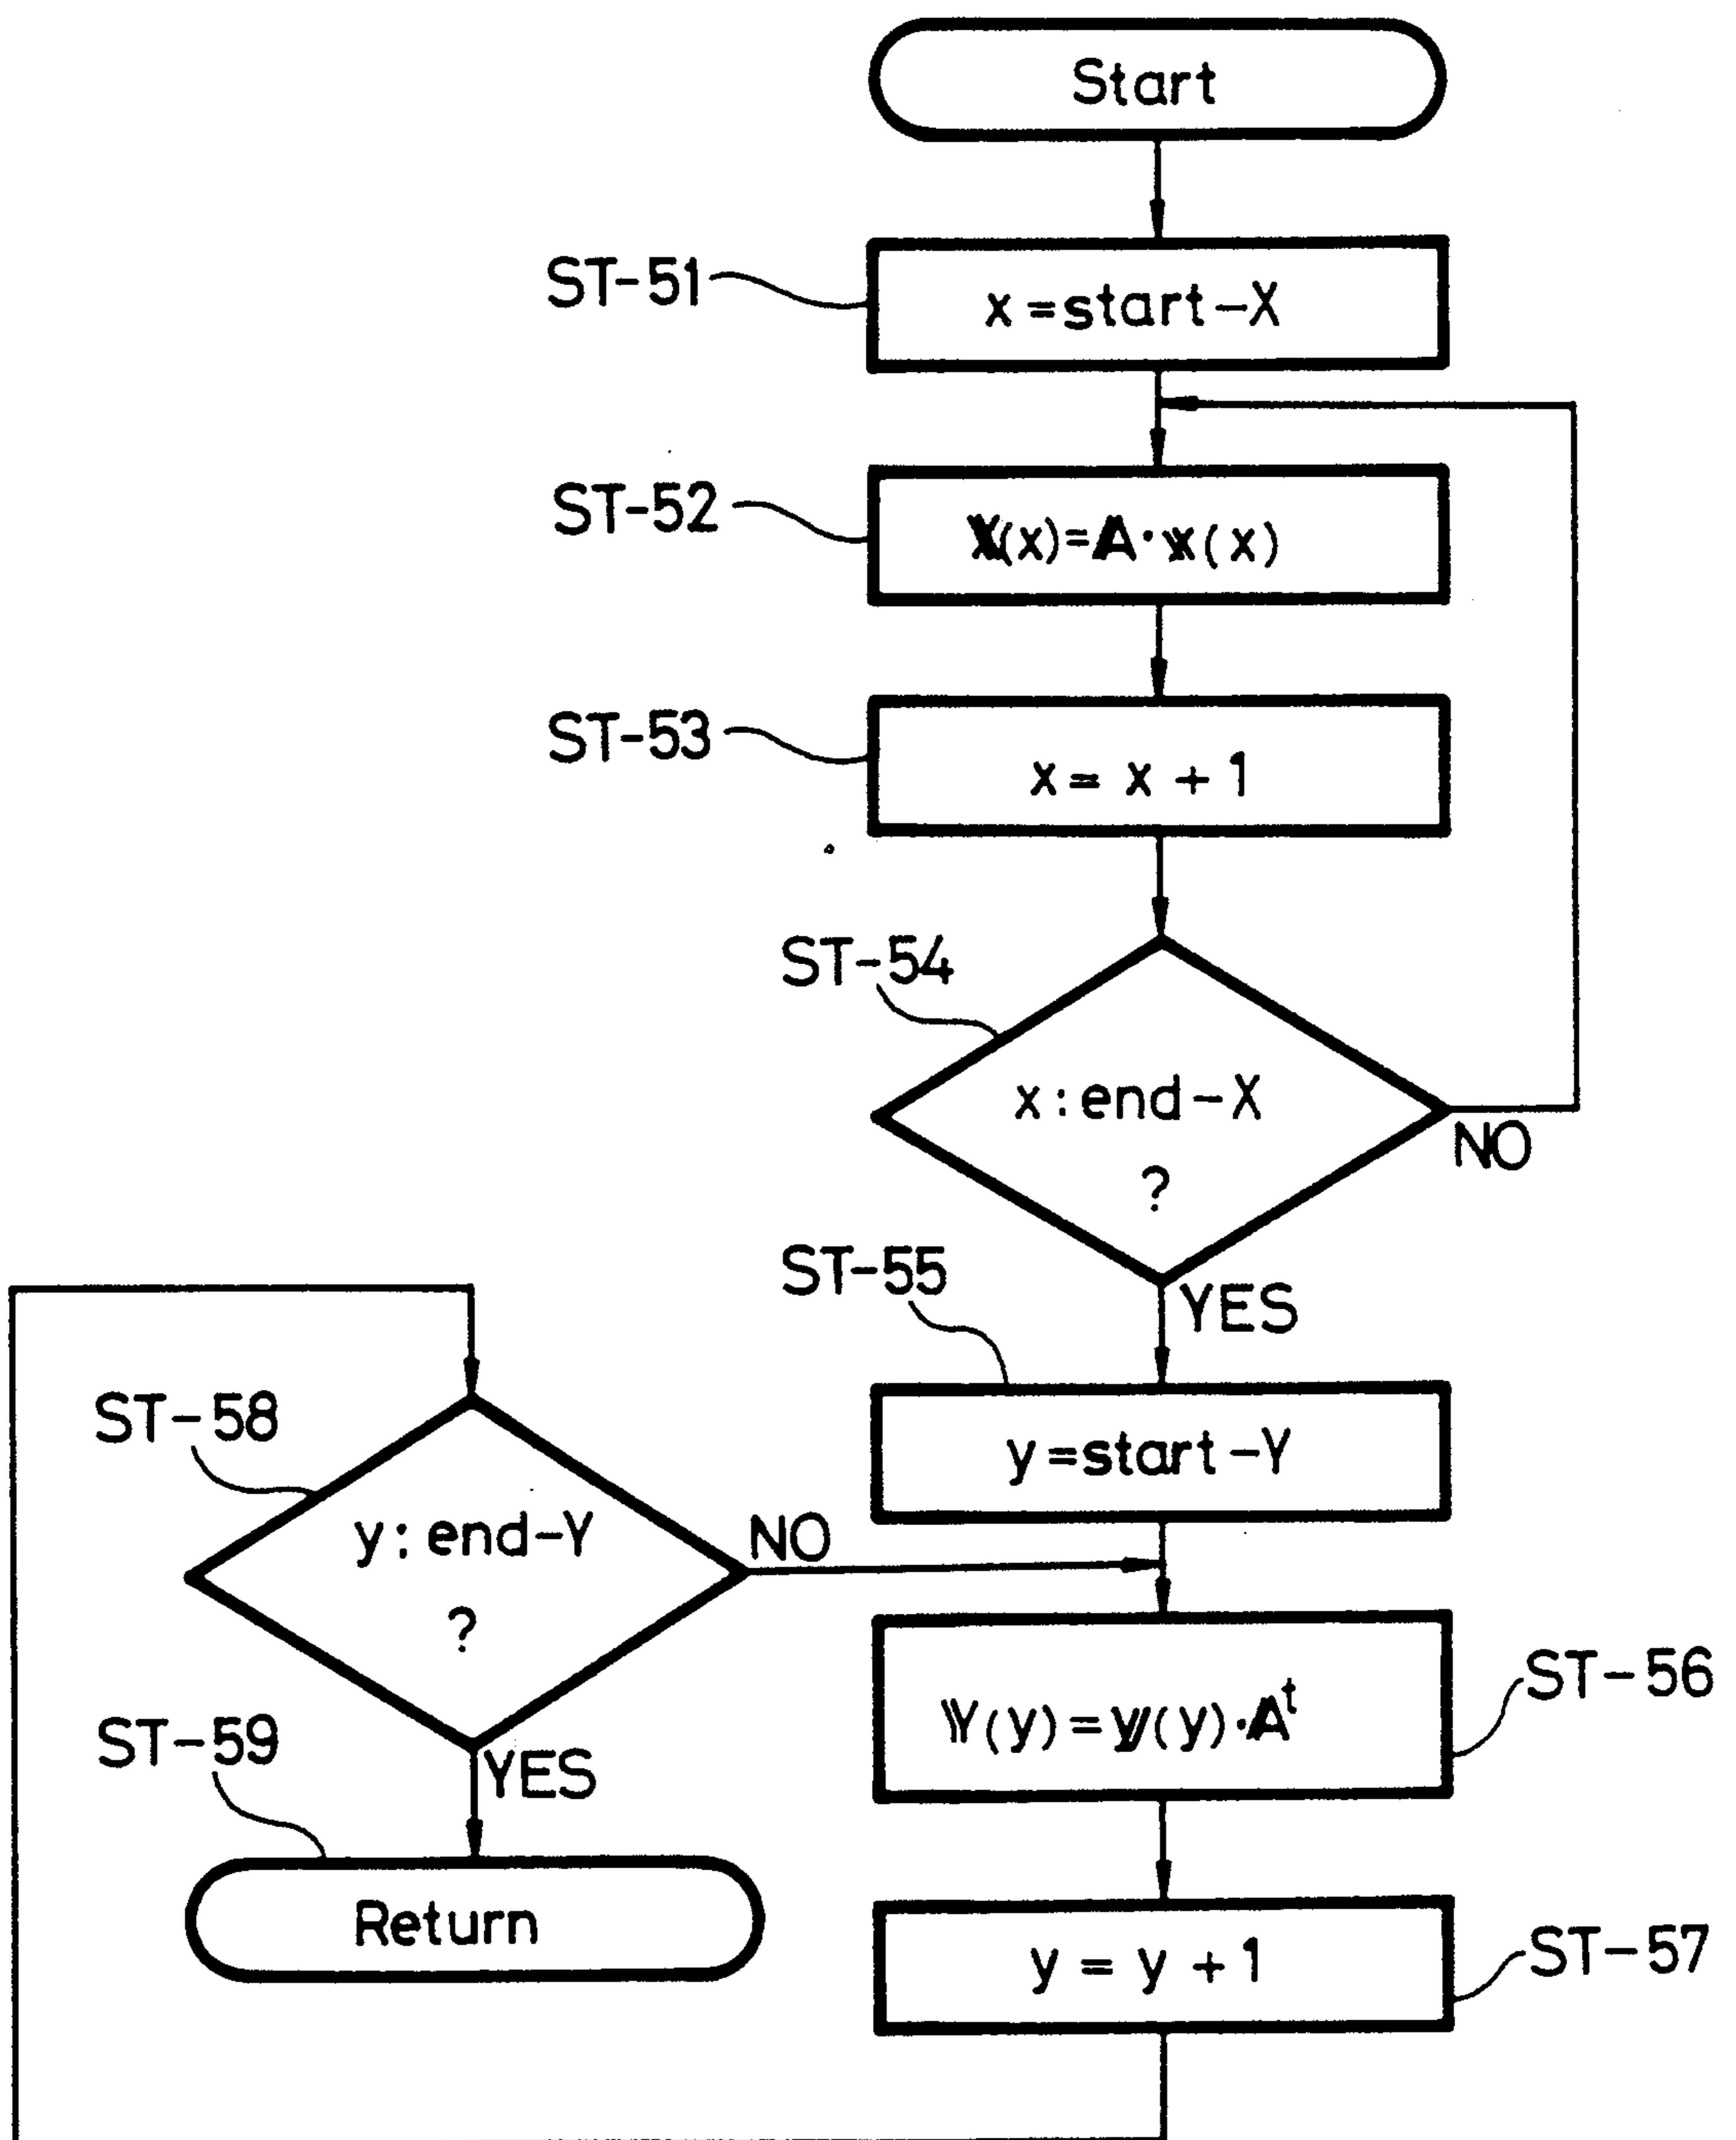 Start
ST-51
x=start-X
ST-52
X(x)=A·x(x)
ST-53
x= x + 1
ST-54
x:end-X
?
NO
YES
ST-55
y=start-Y
ST-56
Y(y)=y(y)·Aᵗ
ST-57
y= y +1
ST-58
y: end-Y
?
NO
YES
ST-59
Return